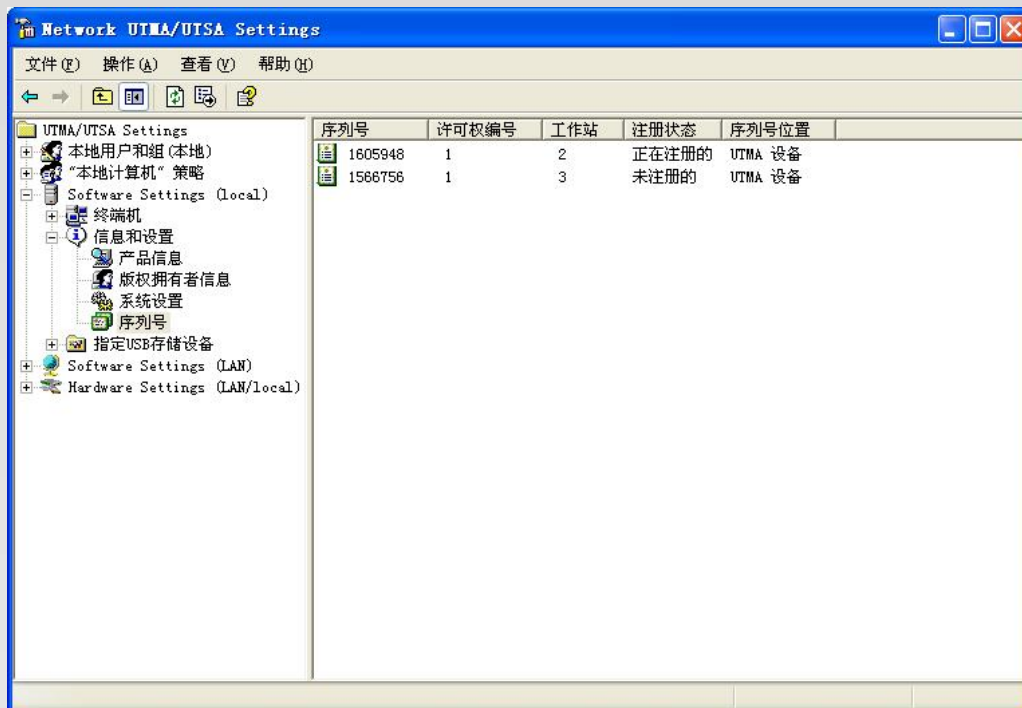 Network UTMA/UTSA Settings
文件(F) 操作(A) 查看(V) 帮助(H)
UTMA/UTSA Settings
本地用户和组(本地)
"本地计算机" 策略
Software Settings (local)
终端机
信息和设置
产品信息
版权拥有者信息
系统设置
序列号
指定USB存储设备
Software Settings (LAN)
Hardware Settings (LAN/local)
序列号 许可权编号 工作站 注册状态 序列号位置
1605948 1 2 正在注册的 UTMA 设备
1566756 1 3 未注册的 UTMA 设备